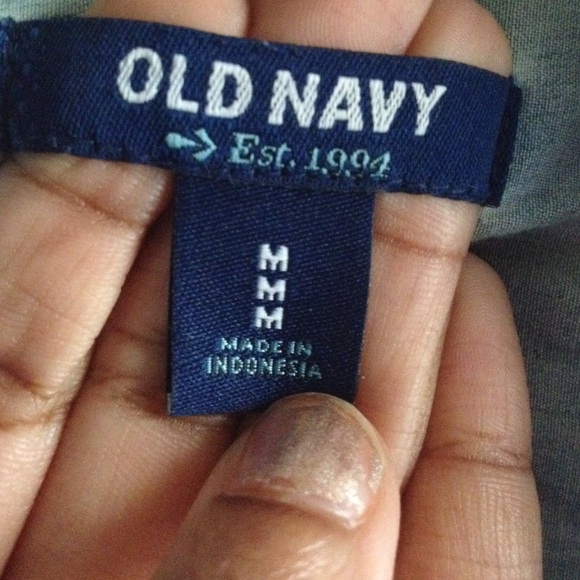 OLD NAVY
Est. 1994
M
M
M
MADE IN
INDONESIA